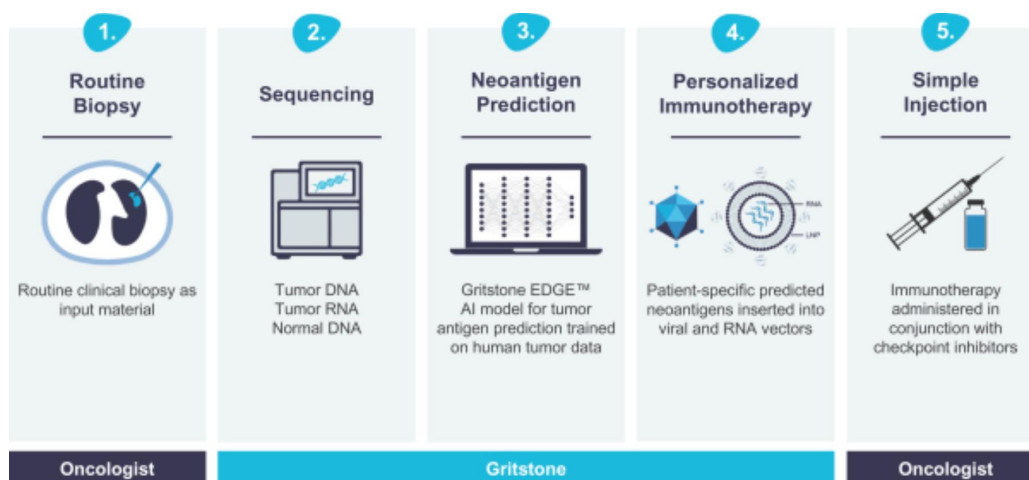 1.
Routine
Biopsy
Routine clinical biopsy as
input material
2.
Sequencing
Tumor DNA
Tumor RNA
Normal DNA
3.
Neoantigen
Prediction
Gritstone EDGE™
AI model for tumor
antigen prediction trained
on human tumor data
4.
Personalized
Immunotherapy
RNA
LNP
Patient-specific predicted
neoantigens inserted into
viral and RNA vectors
5.
Simple
Injection
Immunotherapy
administered in
conjunction with
checkpoint inhibitors
Oncologist
Gritstone
Oncologist